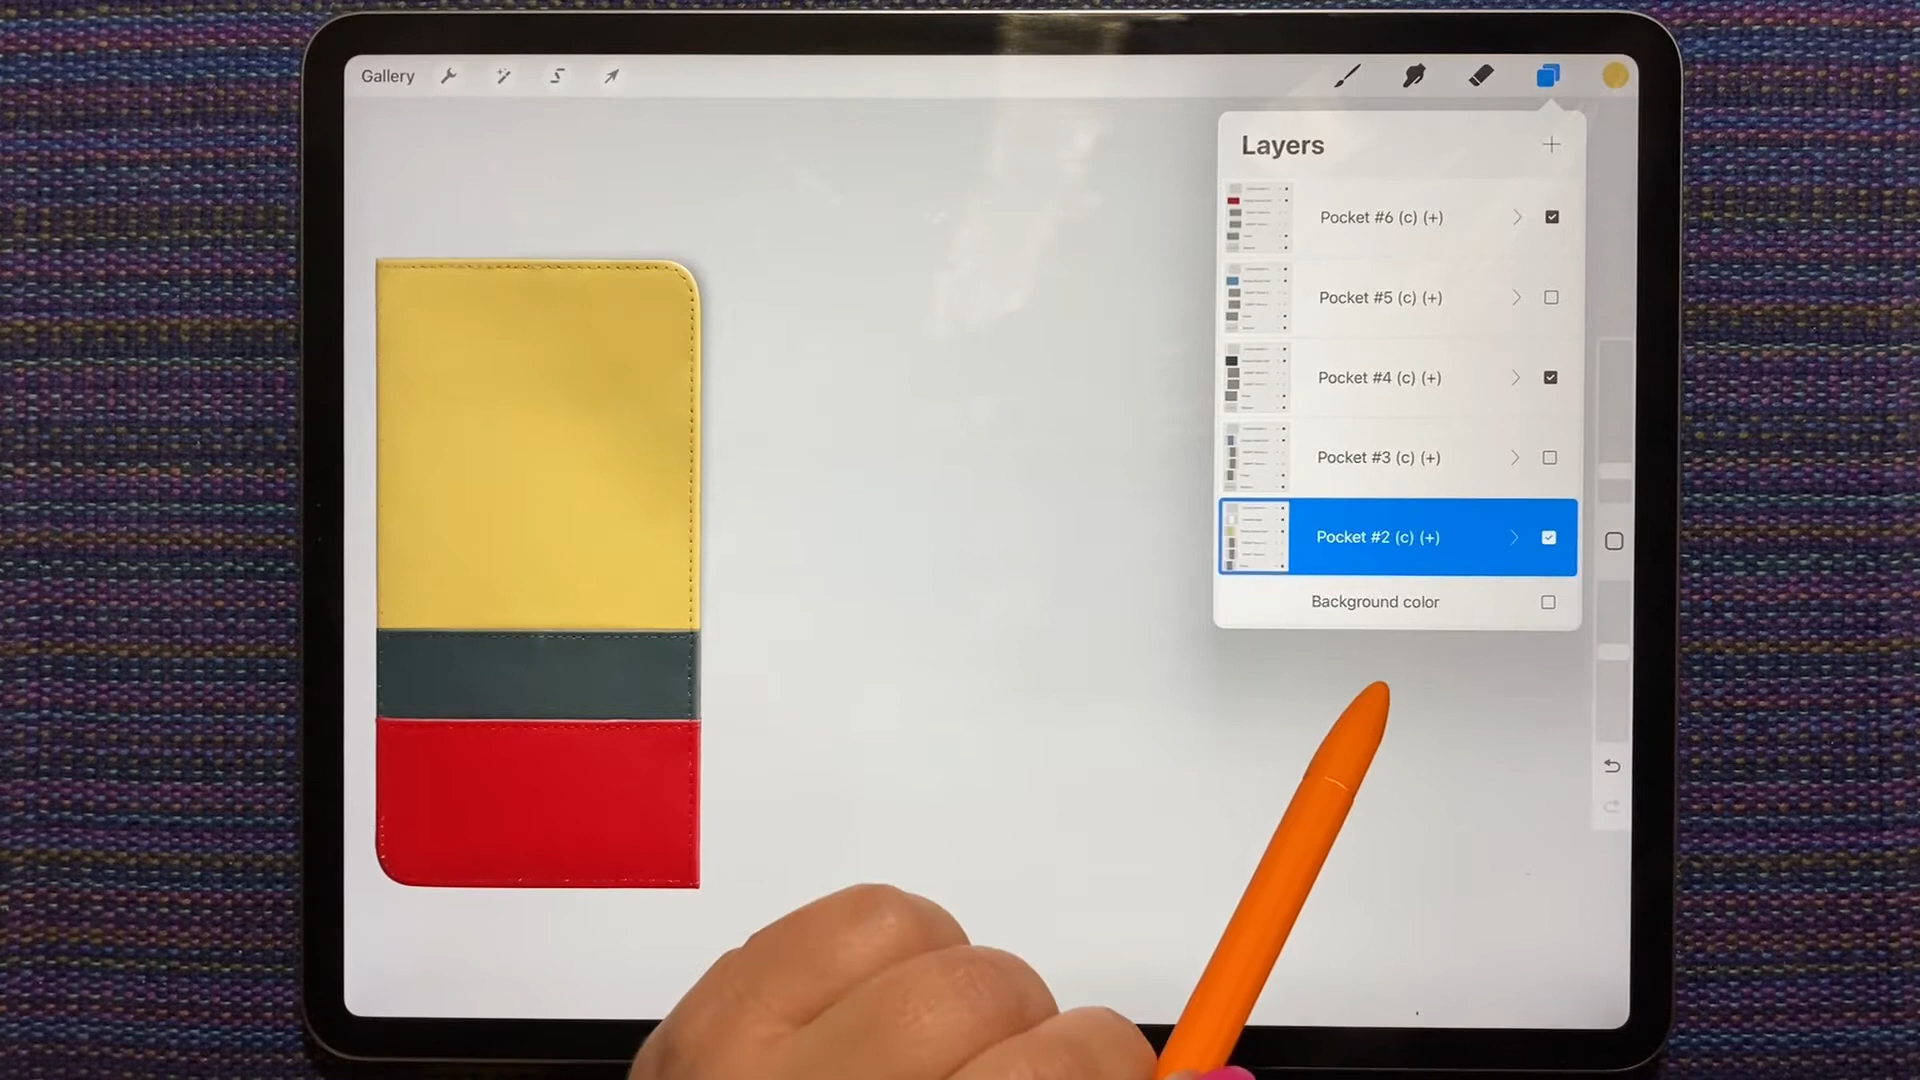 Gallery
Layers
Pocket #6 (c) (+)
Pocket #5 (c) (+)
Pocket #4 (c) (+)
Pocket #3 (c) (+)
Pocket #2 (c) (+)
Background color